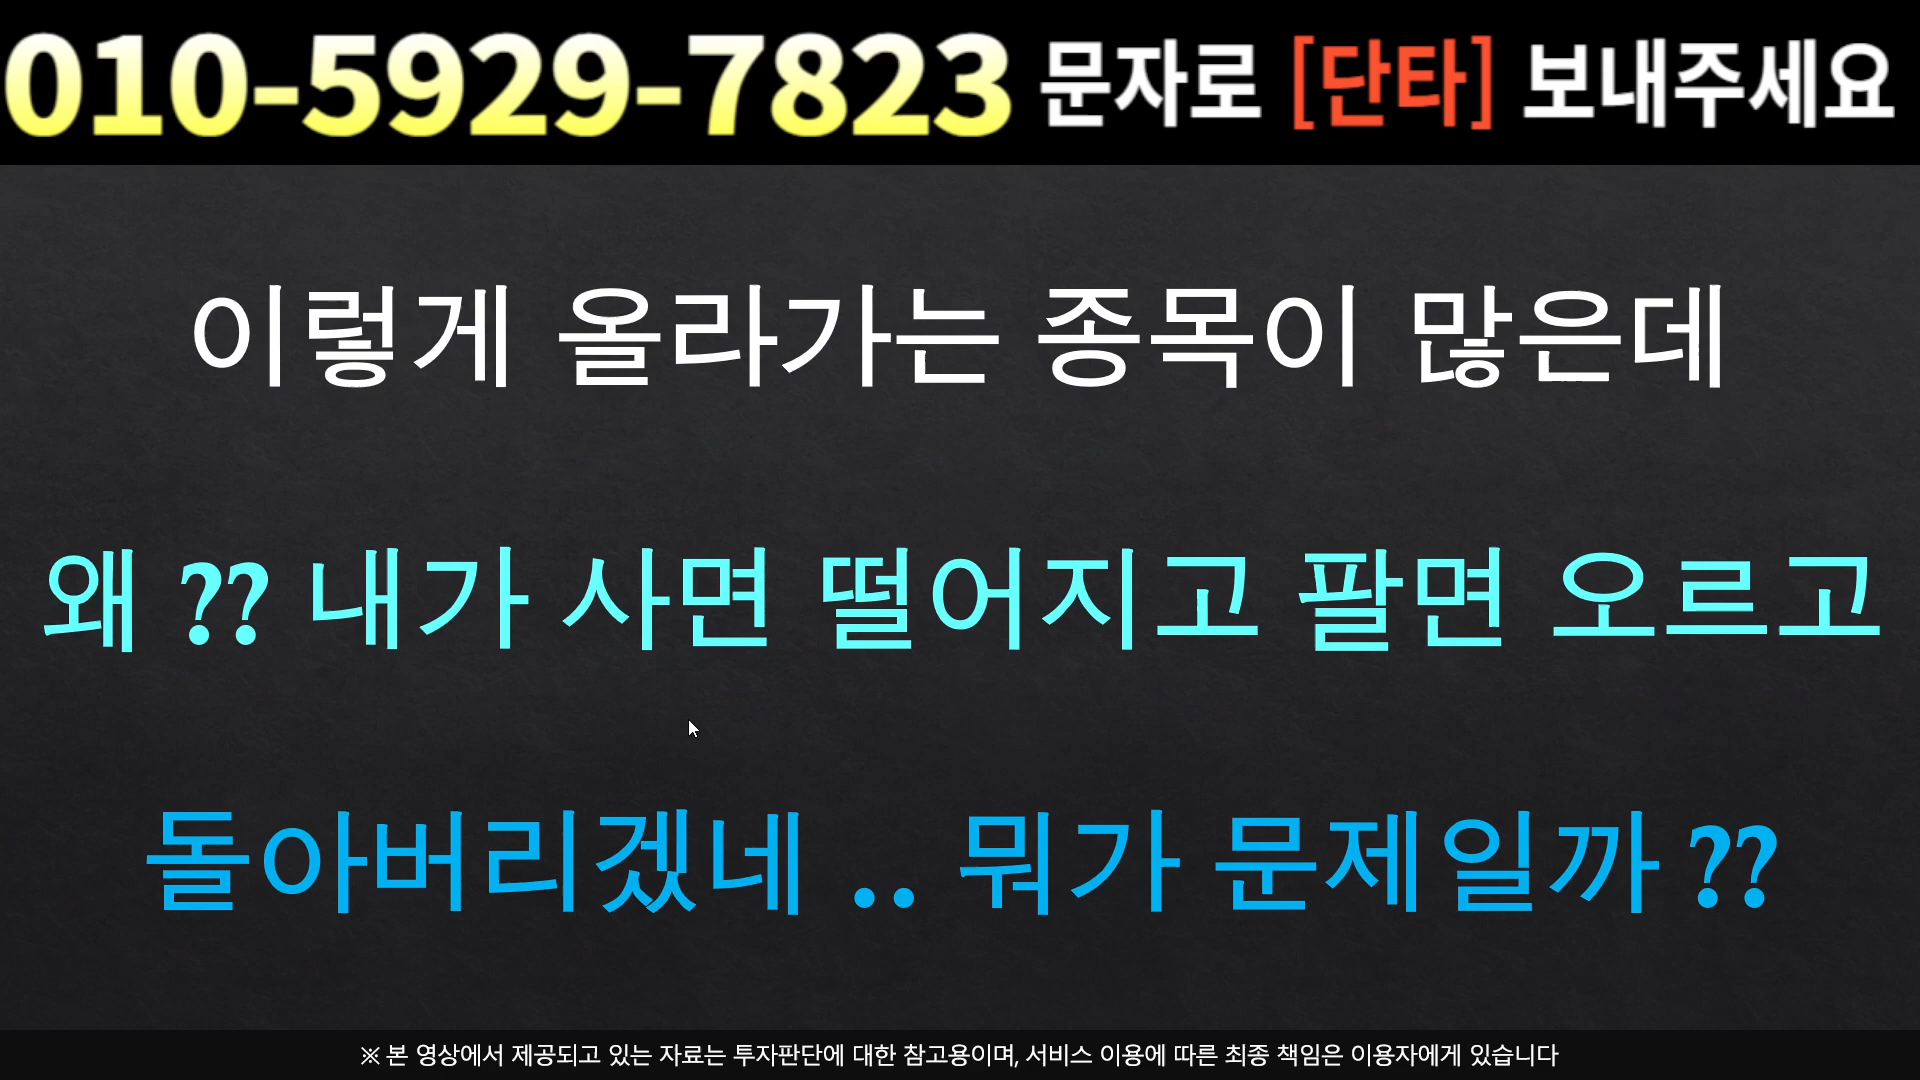 010-5929-7823 문자로 [단타] 보내주세요
이렇게 올라가는 종목이 많은데
왜 ?? 내가 사면 떨어지고 팔면 오르고
돌아버리겠네 .. 뭐가 문제일까 ??
※ 본 영상에서 제공되고 있는 자료는 투자판단에 대한 참고용이며, 서비스 이용에 따른 최종 책임은 이용자에게 있습니다